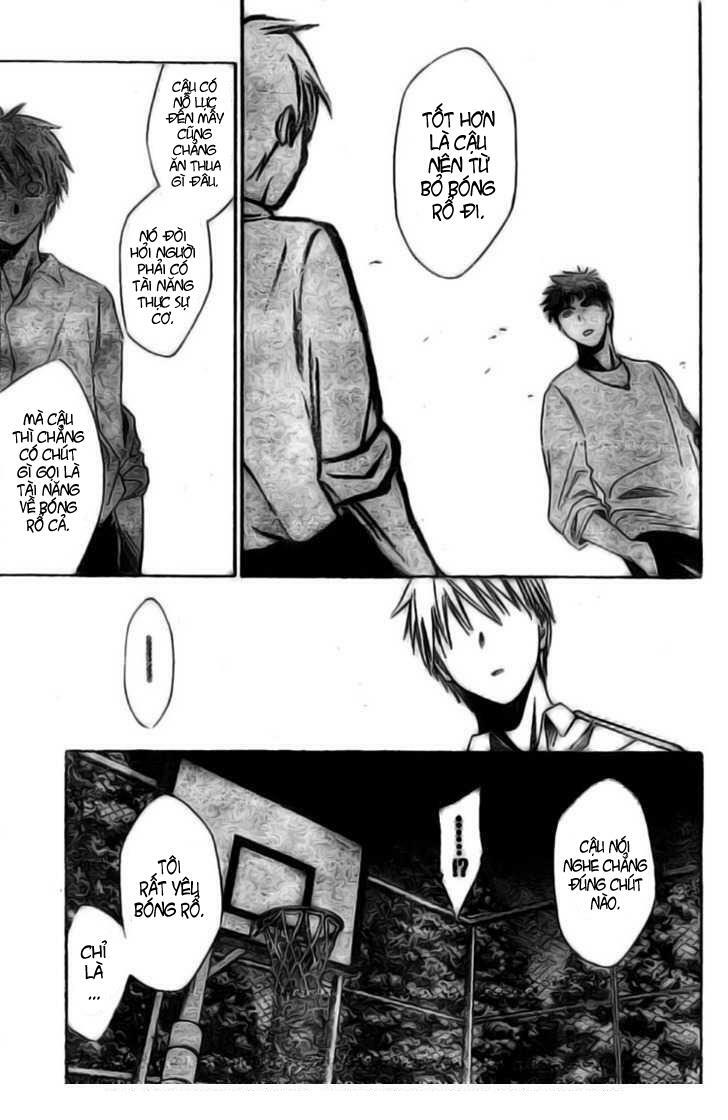 TỐT HƠN
LÀ CẬU
NÊN TỪ
BỎ BÓNG
RỔ ĐI.
CẬU CÓ
NỖ LỰC
ĐẾN MẤY
CŨNG
CHẲNG
ĂN THUA
GÌ ĐÂU.
NÓ ĐÒI
HỎI NGƯỜI
PHẢI CÓ
TÀI NĂNG
THỰC SỰ
CƠ.
MÀ CẬU
THÌ CHẲNG
CÓ CHÚT
GÌ GỌI LÀ
TÀI NĂNG
VỀ BÓNG
RỔ CẢ.
CẬU NÓI
NGHE CHẲNG
ĐÚNG CHÚT
NÀO.
......!?
TÔI
RẤT YÊU
BÓNG RỔ.
CHỈ
LÀ
...